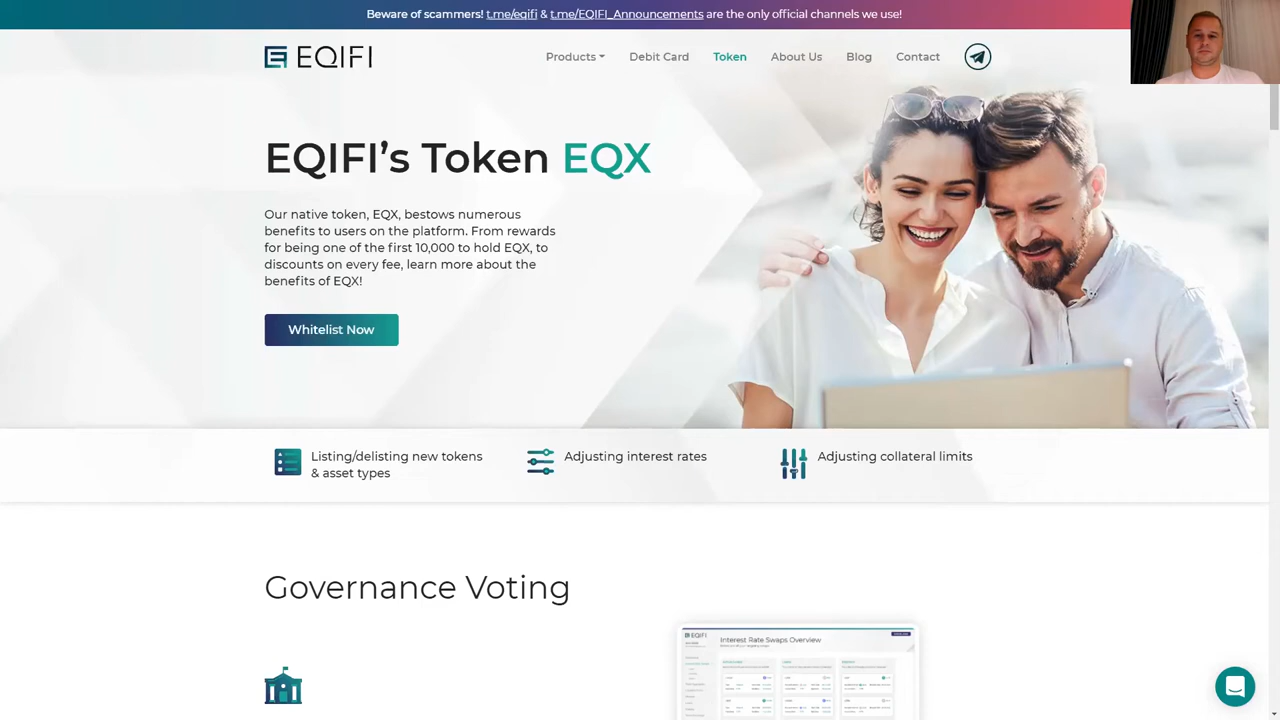 Beware of scammers! t.me/eqifi & t.me/EQIFI_Announcements are the only official channels we use!
EQIFI
Products
Debit Card
Token
About Us
Blog
Contact
EQIFI's Token EQX
Our native token, EQX, bestows numerous
benefits to users on the platform. From rewards
for being one of the first 10,000 to hold EQX, to
discounts on every fee, learn more about the
benefits of EQX!
Whitelist Now
Listing/delisting new tokens
& asset types
Adjusting interest rates
Adjusting collateral limits
Governance Voting
EQIFI
Interest Rate Swaps Overview